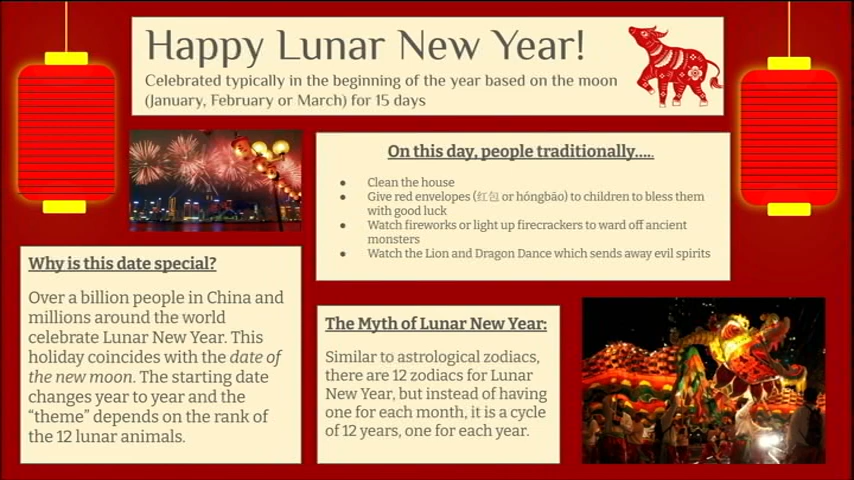 Happy Lunar New Year!
Celebrated typically in the beginning of the year based on the moon
(January, February or March) for 15 days
On this day, people traditionally.....
● Clean the house
● Give red envelopes (红包 or hóngbāo) to children to bless them
with good luck
● Watch fireworks or light up firecrackers to ward off ancient
monsters
● Watch the Lion and Dragon Dance which sends away evil spirits
Why is this date special?
Over a billion people in China and
millions around the world
celebrate Lunar New Year. This
holiday coincides with the date of
the new moon. The starting date
changes year to year and the
“theme” depends on the rank of
the 12 lunar animals.
The Myth of Lunar New Year:
Similar to astrological zodiacs,
there are 12 zodiacs for Lunar
New Year, but instead of having
one for each month, it is a cycle
of 12 years, one for each year.